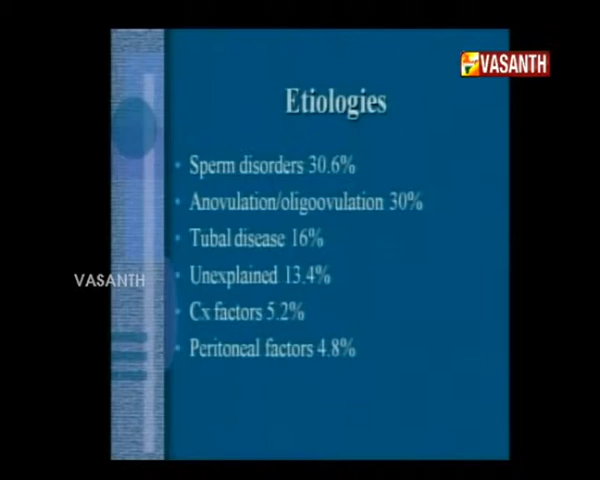 VASANTH
Etiologies
Sperm disorders 30.6%
Anovulation/oligoovulation 30%
Tubal disease 16%
Unexplained 13.4%
VASANTH
Cx factors 5.2%
Peritoneal factors 4.8%